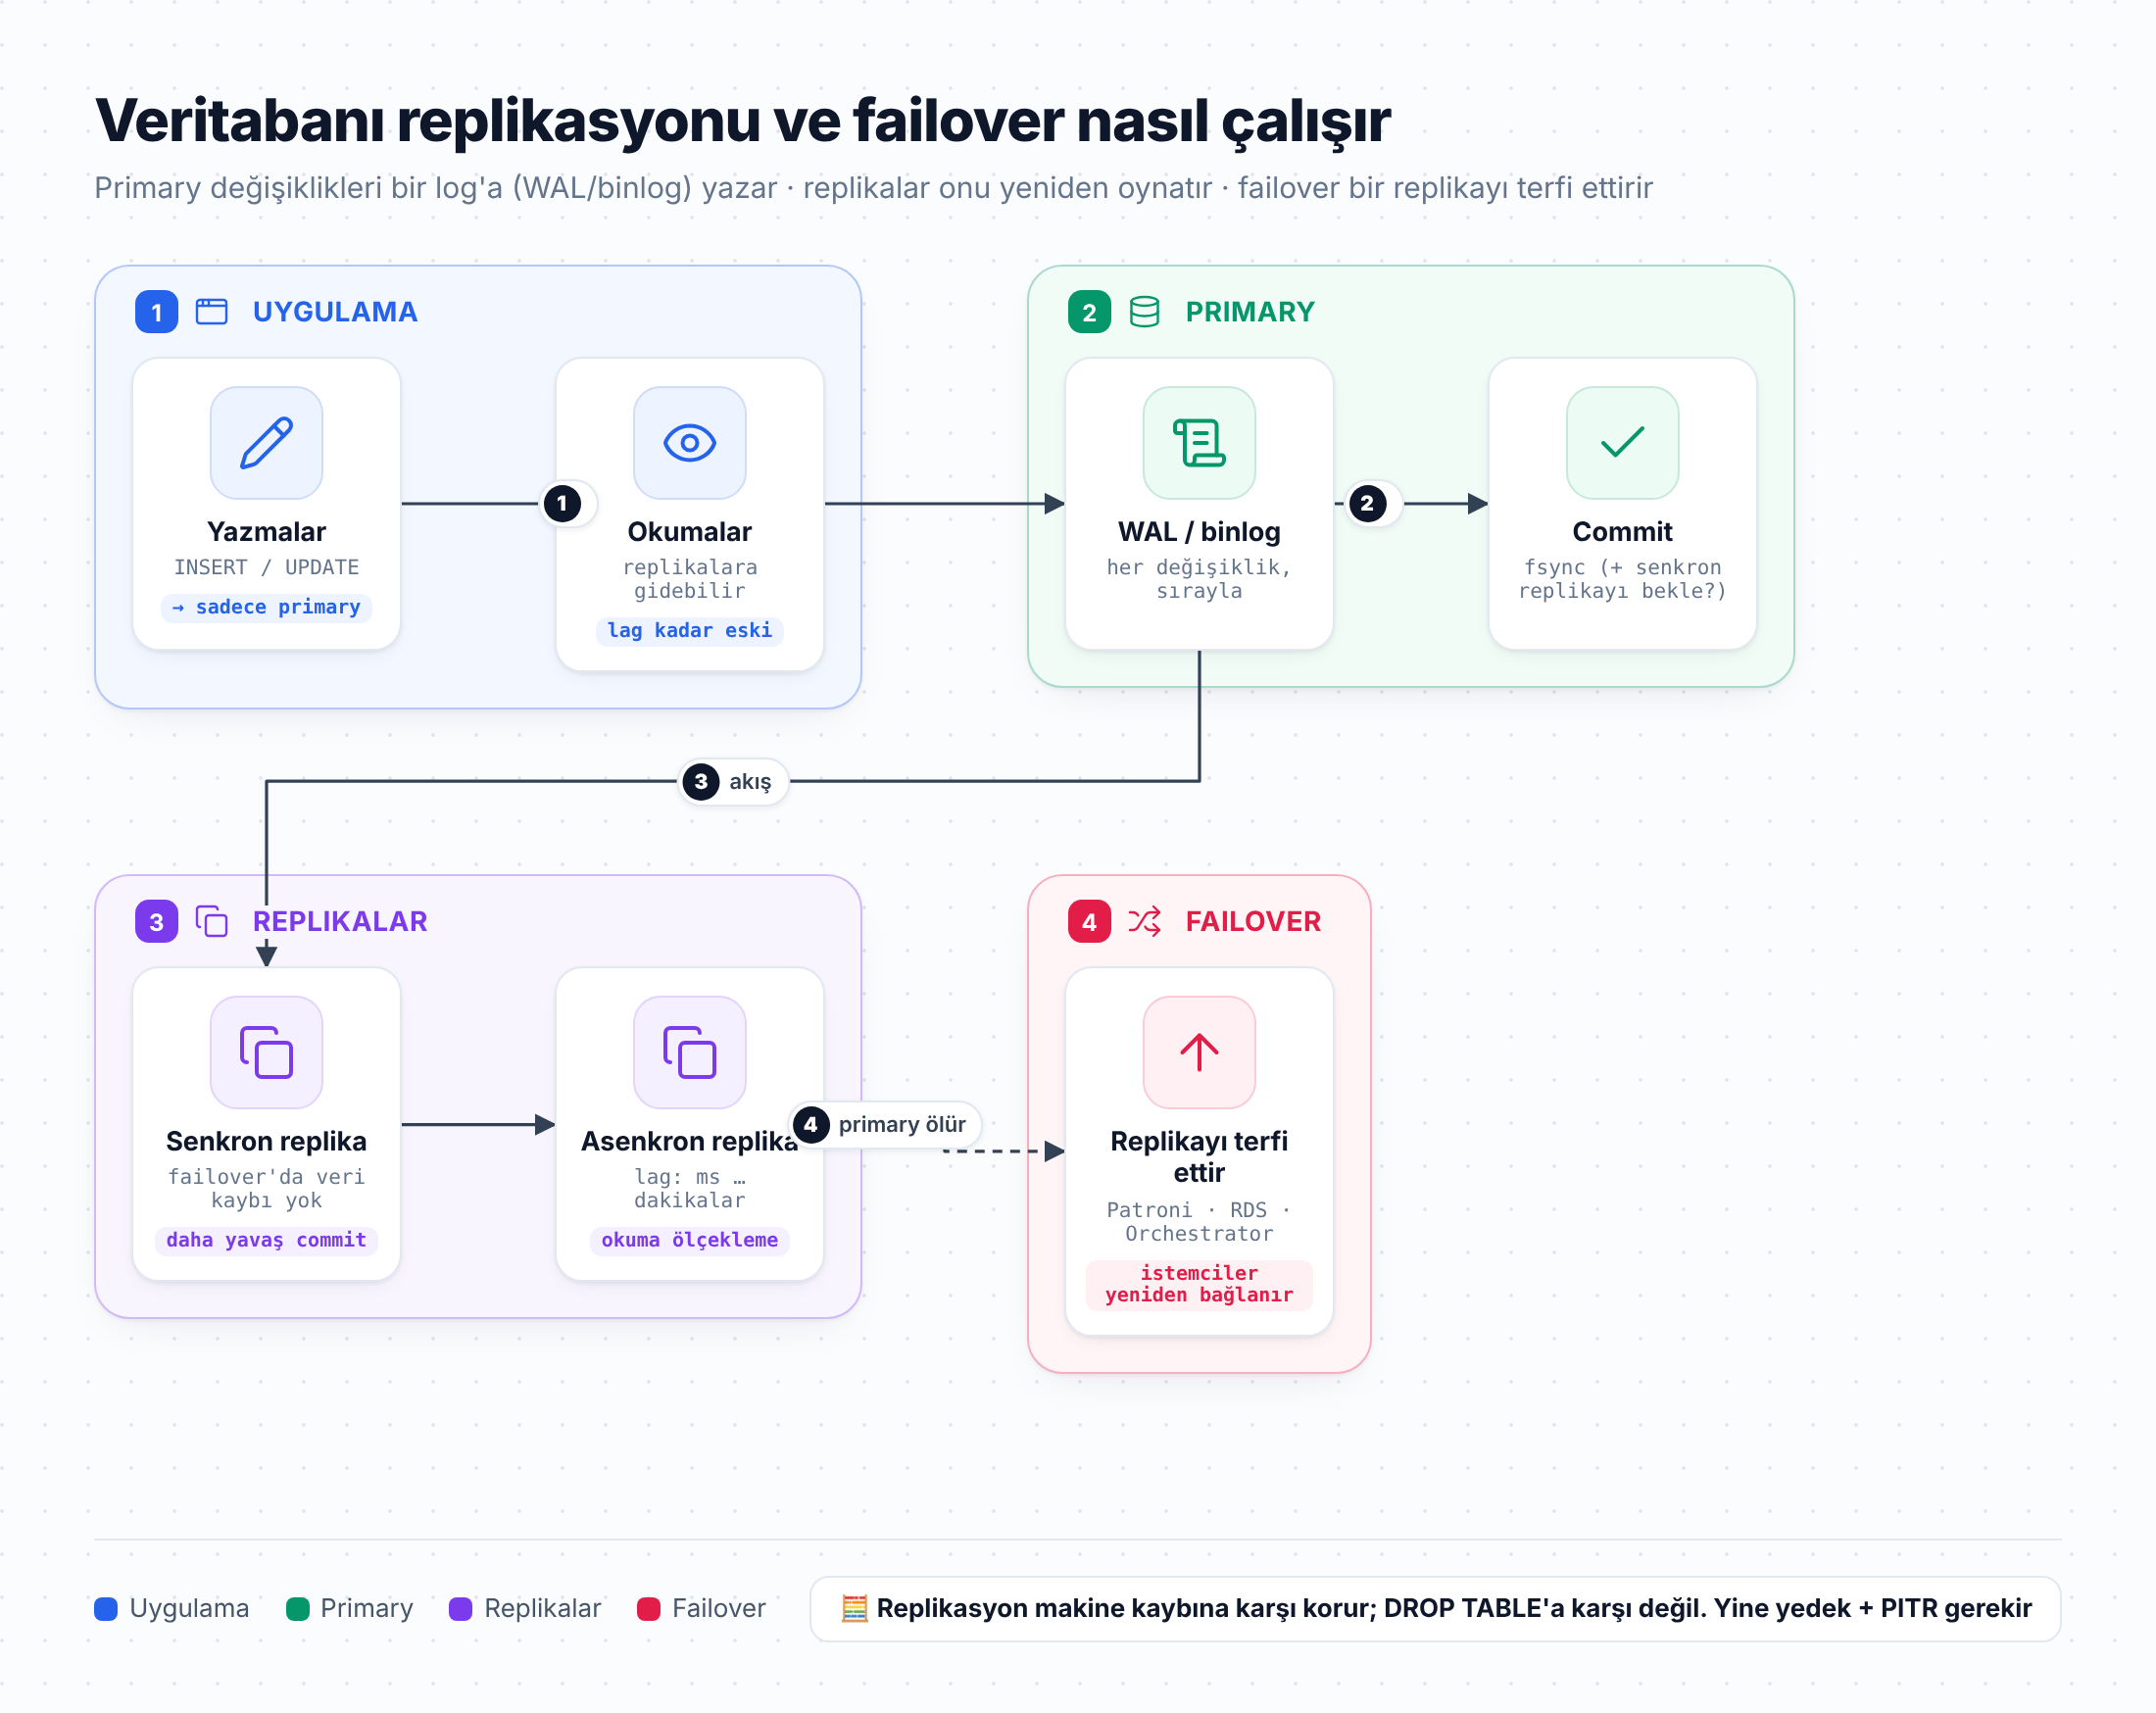 Veritabanı replikasyonu ve failover nasıl çalışır
Primary değişiklikleri bir log'a (WAL/binlog) yazar · replikalar onu yeniden oynatır · failover bir replikayı terfi ettirir
1 UYGULAMA
Yazmalar
INSERT / UPDATE
→ sadece primary
1
Okumalar
replikalara
gidebilir
lag kadar eski
2 PRIMARY
WAL / binlog
her değişiklik,
sırayla
2
Commit
fsync (+ senkron
replikayı bekle?)
3 akış
3 REPLIKALAR
Senkron replika
failover'da veri
kaybı yok
daha yavaş commit
Asenkron replika
lag: ms …
dakikalar
okuma ölçekleme
4 primary ölür
4 FAILOVER
Replikayı terfi
ettir
Patroni · RDS ·
Orchestrator
istemciler
yeniden bağlanır
Uygulama
Primary
Replikalar
Failover
🧮 Replikasyon makine kaybına karşı korur; DROP TABLE'a karşı değil. Yine yedek + PITR gerekir